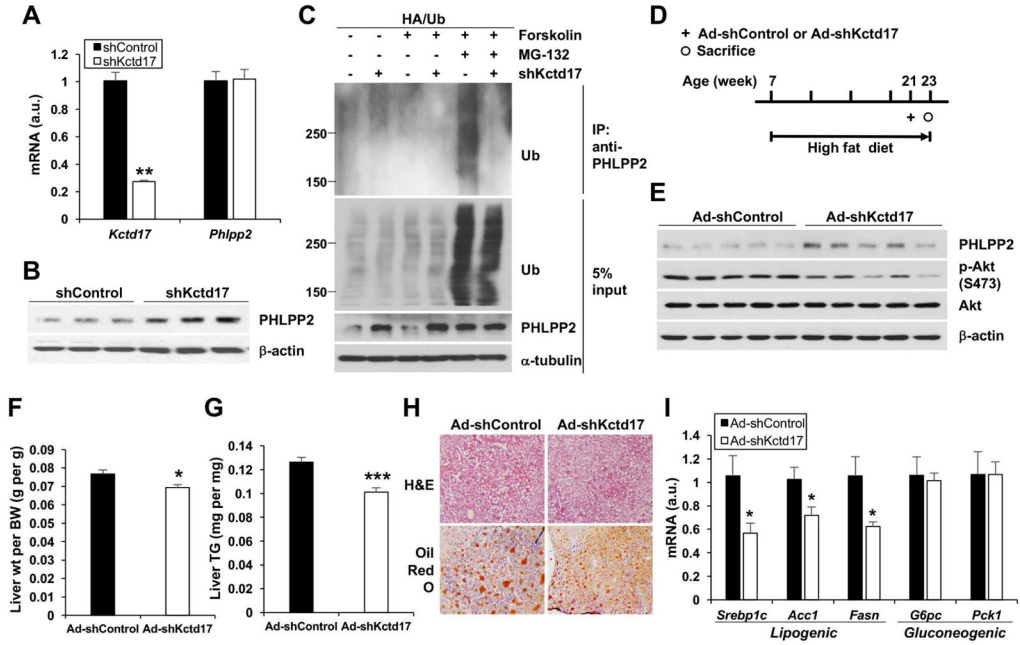 A
shControl
shKctd17
mRNA (a.u.)
1.2
1
0.8
0.6
0.4
0.2
0
**
Kctd17 Phlpp2
B
shControl shKctd17
PHLPP2
β-actin
C
HA/Ub
- - + + + + Forskolin
- - - - + + MG-132
- + - + - + shKctd17
250
150
Ub
IP:
anti-
PHLPP2
250
150
Ub
5%
input
PHLPP2
α-tubulin
D
+ Ad-shControl or Ad-shKctd17
O Sacrifice
Age (week) 7 21 23
+ O
High fat diet
E
Ad-shControl Ad-shKctd17
PHLPP2
p-Akt
(S473)
Akt
β-actin
F
Liver wt per BW (g per g)
0.09
0.08
0.07
0.06
0.05
0.04
0.03
0.02
0.01
0
*
Ad-shControl Ad-shKctd17
G
Liver TG (mg per mg)
0.14
0.12
0.1
0.08
0.06
0.04
0.02
0
***
Ad-shControl Ad-shKctd17
H
Ad-shControl Ad-shKctd17
H&E
Oil
Red
O
I
Ad-shControl
Ad-shKctd17
mRNA (a.u.)
1.4
1.2
1
0.8
0.6
0.4
0.2
0
* * *
Srebp1c Acc1 Fasn G6pc Pck1
Lipogenic Gluconeogenic